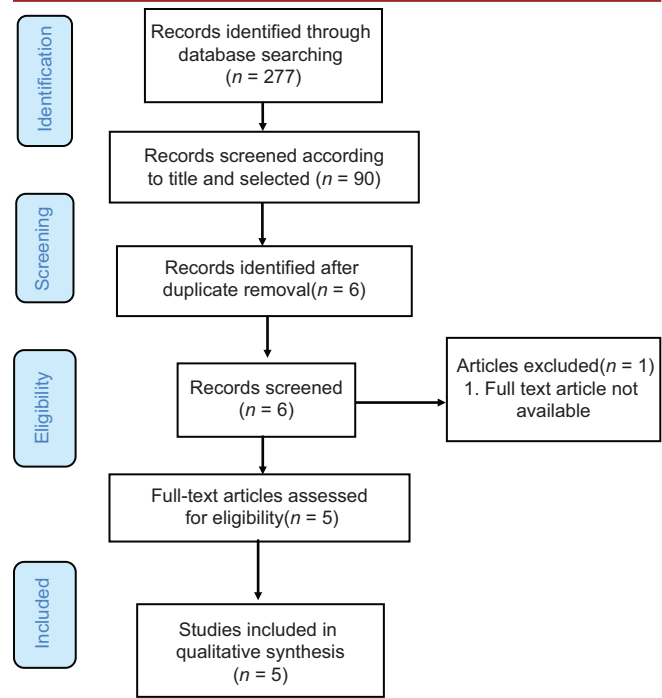 Identification
Records identified through
database searching
(n = 277)
Records screened according
to title and selected (n = 90)
Screening
Records identified after
duplicate removal(n = 6)
Eligibility
Records screened
(n = 6)
Articles excluded(n = 1)
1. Full text article not
available
Full-text articles assessed
for eligibility(n = 5)
Included
Studies included in
qualitative synthesis
(n = 5)